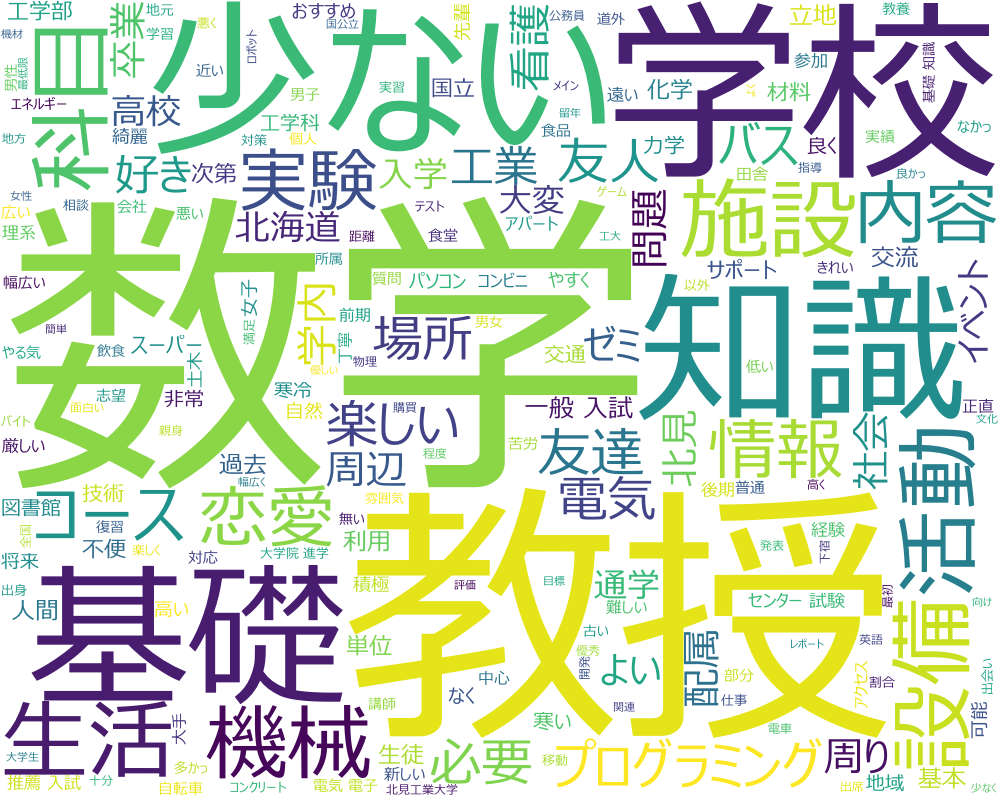 数学
教授
学校
知識
少ない
基礎
科目
生活
機械
活動
設備
施設
内容
実験
情報
恋愛
コース
プログラミング
必要
周り
楽しい
友達
友人
工業
電気
場所
周辺
北見
社会
ゼミ
バス
好き
高校
卒業
看護
北海道
学内
入学
大変
問題
イベント
配属
よい
通学
基本
地域
生徒
単位
利用
人間
不便
過去
技術
図書館
将来
スーパー
非常
寒冷
一般 入試
サポート
交流
立地
化学
材料
力学
国立
工学部
工学科
次第
綺麗
先輩
おすすめ
地元
学習
悪く
ロボット
国公立
公務員
道外
教養
機材
男性
最低限
エネルギー
地方
近い
男子
実習
メイン
留年
遠い
参加
基礎 知識
なかっ
よく
実績
良く
良かっ
指導
田舎
食品
対策
個人
女性
相談
会社
悪い
広い
理系
幅広い
テスト
アパート
ゲーム
工大
距離
食堂
所属
質問
パソコン
コンビニ
やすく
以外
きれい
女子
満足
前期
丁寧
男女
交通
物理
優しい
簡単
やる気
飲食
土木
志望
面白い
バイト
厳しい
親身
自然
購買
程度
苦労
低い
正直
文化
後期
普通
高く
幅広く
雰囲気
無い
全国
復習
楽しく
対応
大学院 進学
出身
高い
積極
評価
目標
発表
経験
下宿
難しい
センター 試験
最初
向け
古い
優秀
開発
レポート
英語
中心
なく
講師
部分
仕事
アクセス
割合
出会い
可能
関連
寒い
電車
大手
大学生
推薦 入試
十分
多かっ
自転車
コンクリート
電気 電子
新しい
北見工業大学
移動
出席
少なく